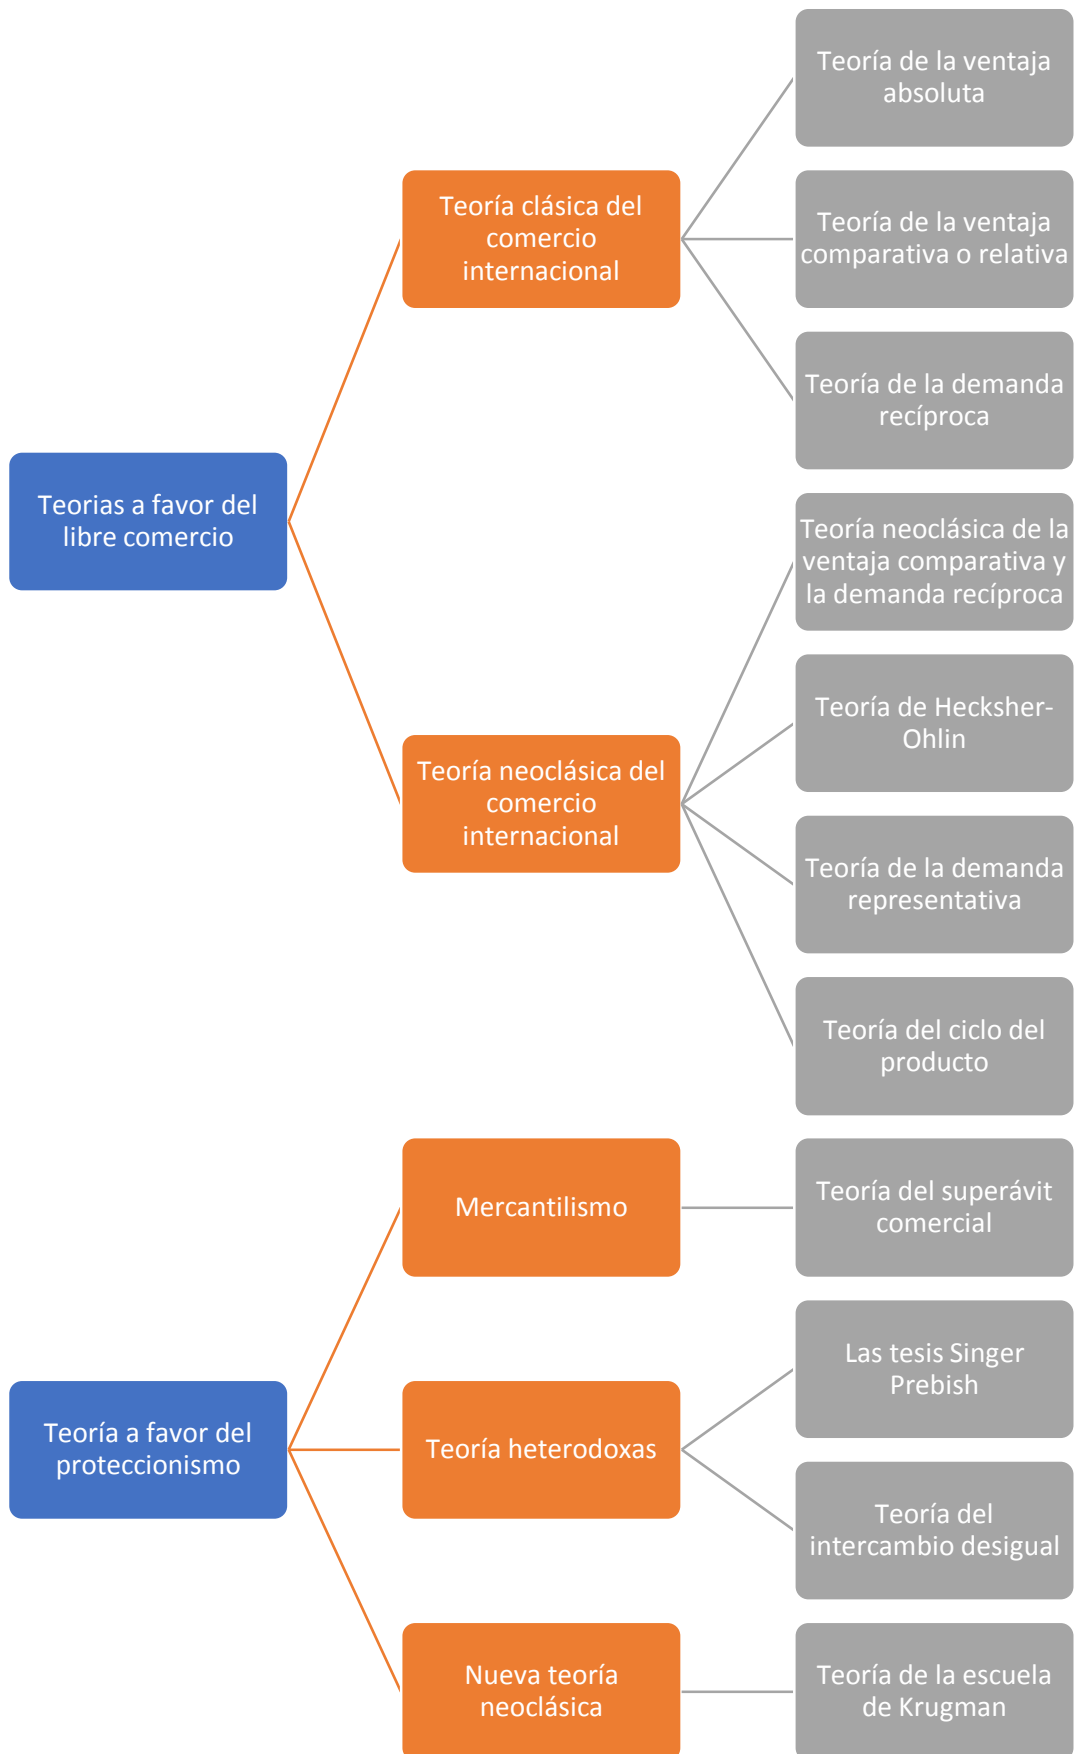 Teorias a favor del
libre comercio
Teoría clásica del
comercio
internacional
Teoría de la ventaja
absoluta
Teoría de la ventaja
comparativa o relativa
Teoría de la demanda
recíproca
Teoría neoclásica del
comercio
internacional
Teoría neoclásica de la
ventaja comparativa y
la demanda recíproca
Teoría de Hecksher-
Ohlin
Teoría de la demanda
representativa
Teoría del ciclo del
producto
Teoría a favor del
proteccionismo
Mercantilismo
Teoría del superávit
comercial
Teoría heterodoxas
Las tesis Singer
Prebish
Teoría del
intercambio desigual
Nueva teoría
neoclásica
Teoría de la escuela
de Krugman